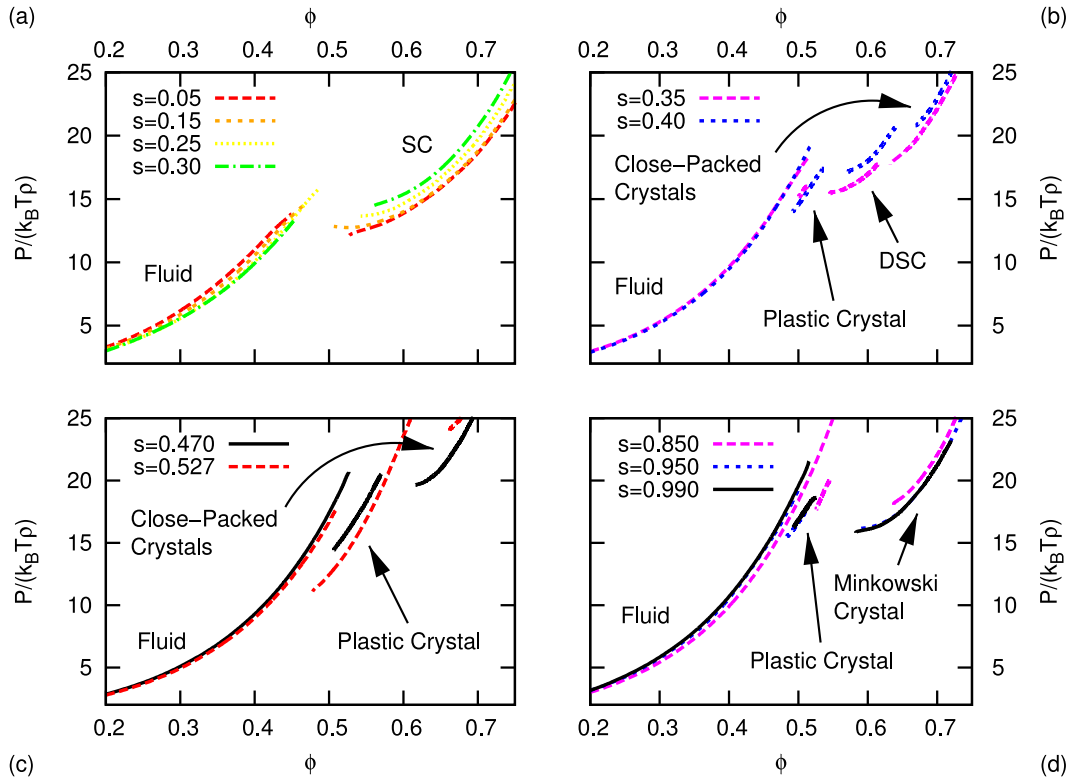 (a)
ϕ
ϕ
(b)
0.2 0.3 0.4 0.5 0.6 0.7
0.2 0.3 0.4 0.5 0.6 0.7
P/(kBTρ)
25
20
15
10
5
s=0.05
s=0.15
s=0.25
s=0.30
SC
Fluid
s=0.35
s=0.40
Close−Packed
Crystals
DSC
Fluid
Plastic Crystal
25
20
15
10
5
P/(kBTρ)
P/(kBTρ)
25
20
15
10
5
s=0.470
s=0.527
Close−Packed
Crystals
Fluid
Plastic Crystal
s=0.850
s=0.950
s=0.990
Minkowski
Crystal
Fluid
Plastic Crystal
25
20
15
10
5
P/(kBTρ)
0.2 0.3 0.4 0.5 0.6 0.7
0.2 0.3 0.4 0.5 0.6 0.7
(c)
ϕ
ϕ
(d)